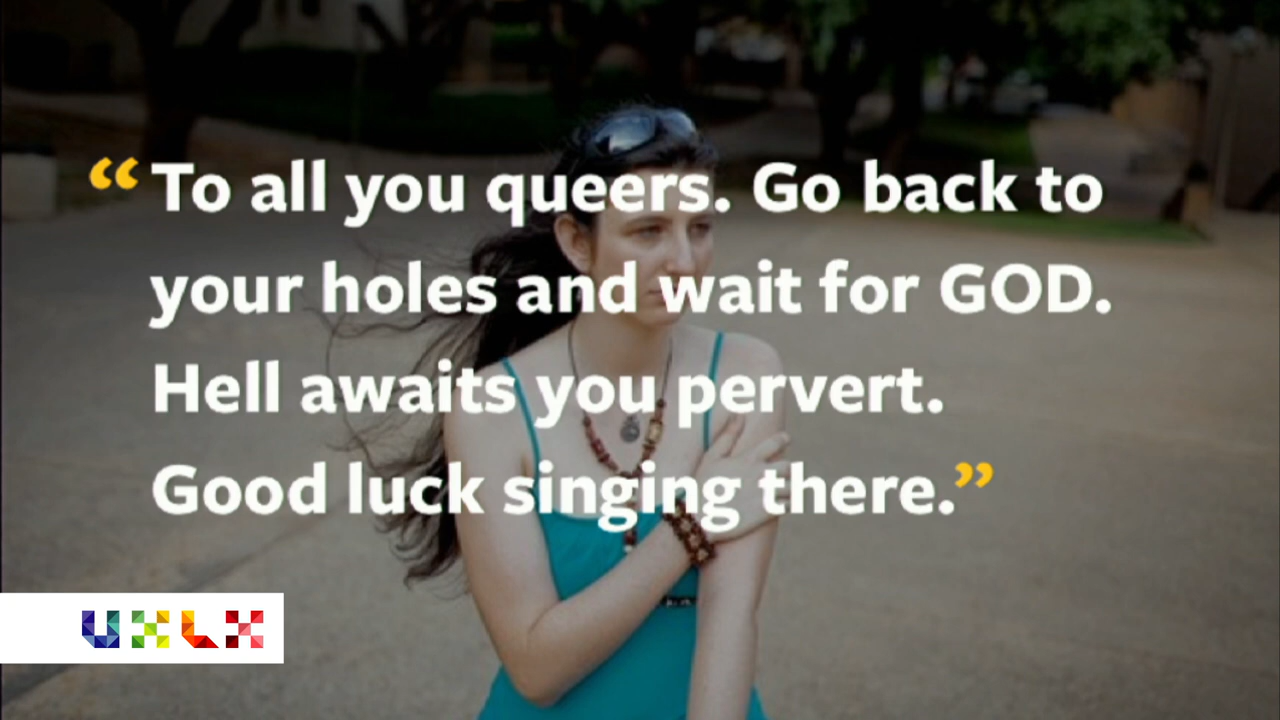 “To all you queers. Go back to
your holes and wait for GOD.
Hell awaits you pervert.
Good luck singing there.”
UXLX